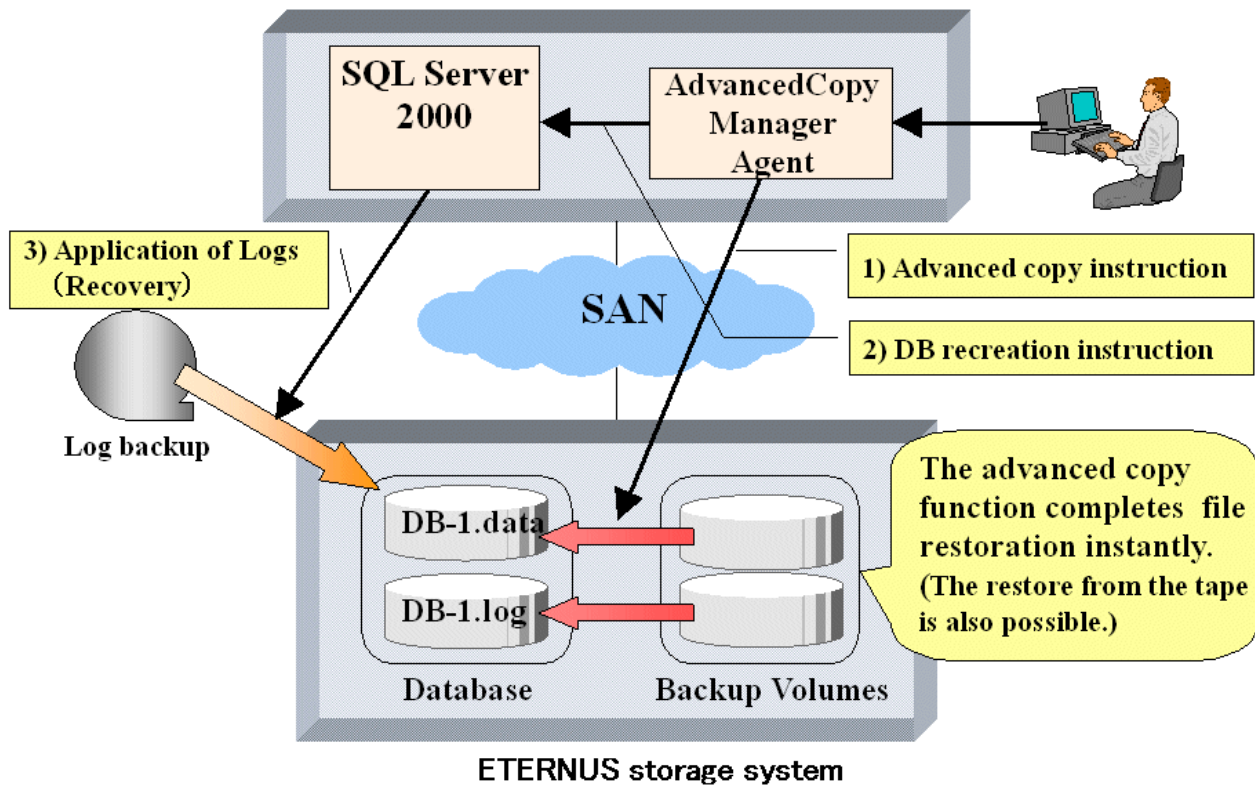 SQL Server
2000
AdvancedCopy
Manager
Agent
3) Application of Logs
（Recovery）
1) Advanced copy instruction
SAN
2) DB recreation instruction
Log backup
DB-1.data
DB-1.log
The advanced copy
function completes file
restoration instantly.
(The restore from the tape
is also possible.)
Database
Backup Volumes
ETERNUS storage system